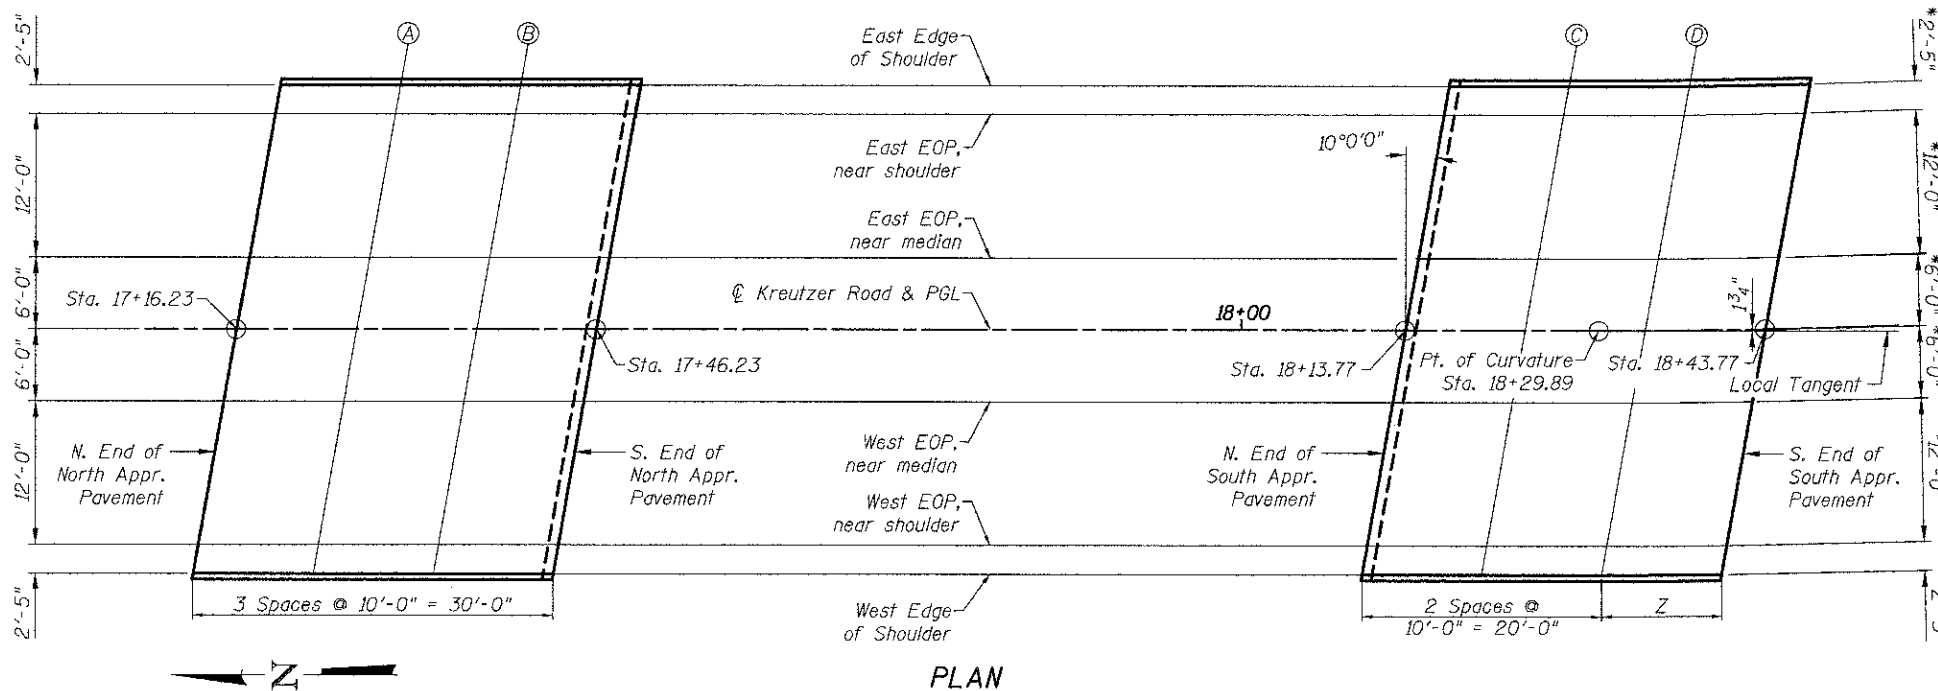 2'-5"
12'-0"
6'-0"
6'-0"
12'-0"
2'-5"
A
B
C
D
East Edge
of Shoulder
East EOP,
near shoulder
East EOP,
near median
℄ Kreutzer Road & PGL
West EOP,
near median
West EOP,
near shoulder
West Edge
of Shoulder
Sta. 17+16.23
Sta. 17+46.23
N. End of
North Appr.
Pavement
S. End of
North Appr.
Pavement
3 Spaces @ 10'-0" = 30'-0"
18+00
10°0'0"
Sta. 18+13.77
Pt. of Curvature
Sta. 18+29.89
Sta. 18+43.77
1¾"
Local Tangent
N. End of
South Appr.
Pavement
S. End of
South Appr.
Pavement
2 Spaces @
10'-0" = 20'-0"
Z
*2'-5"
*12'-0"
*6'-0"
*6'-0"
N
PLAN